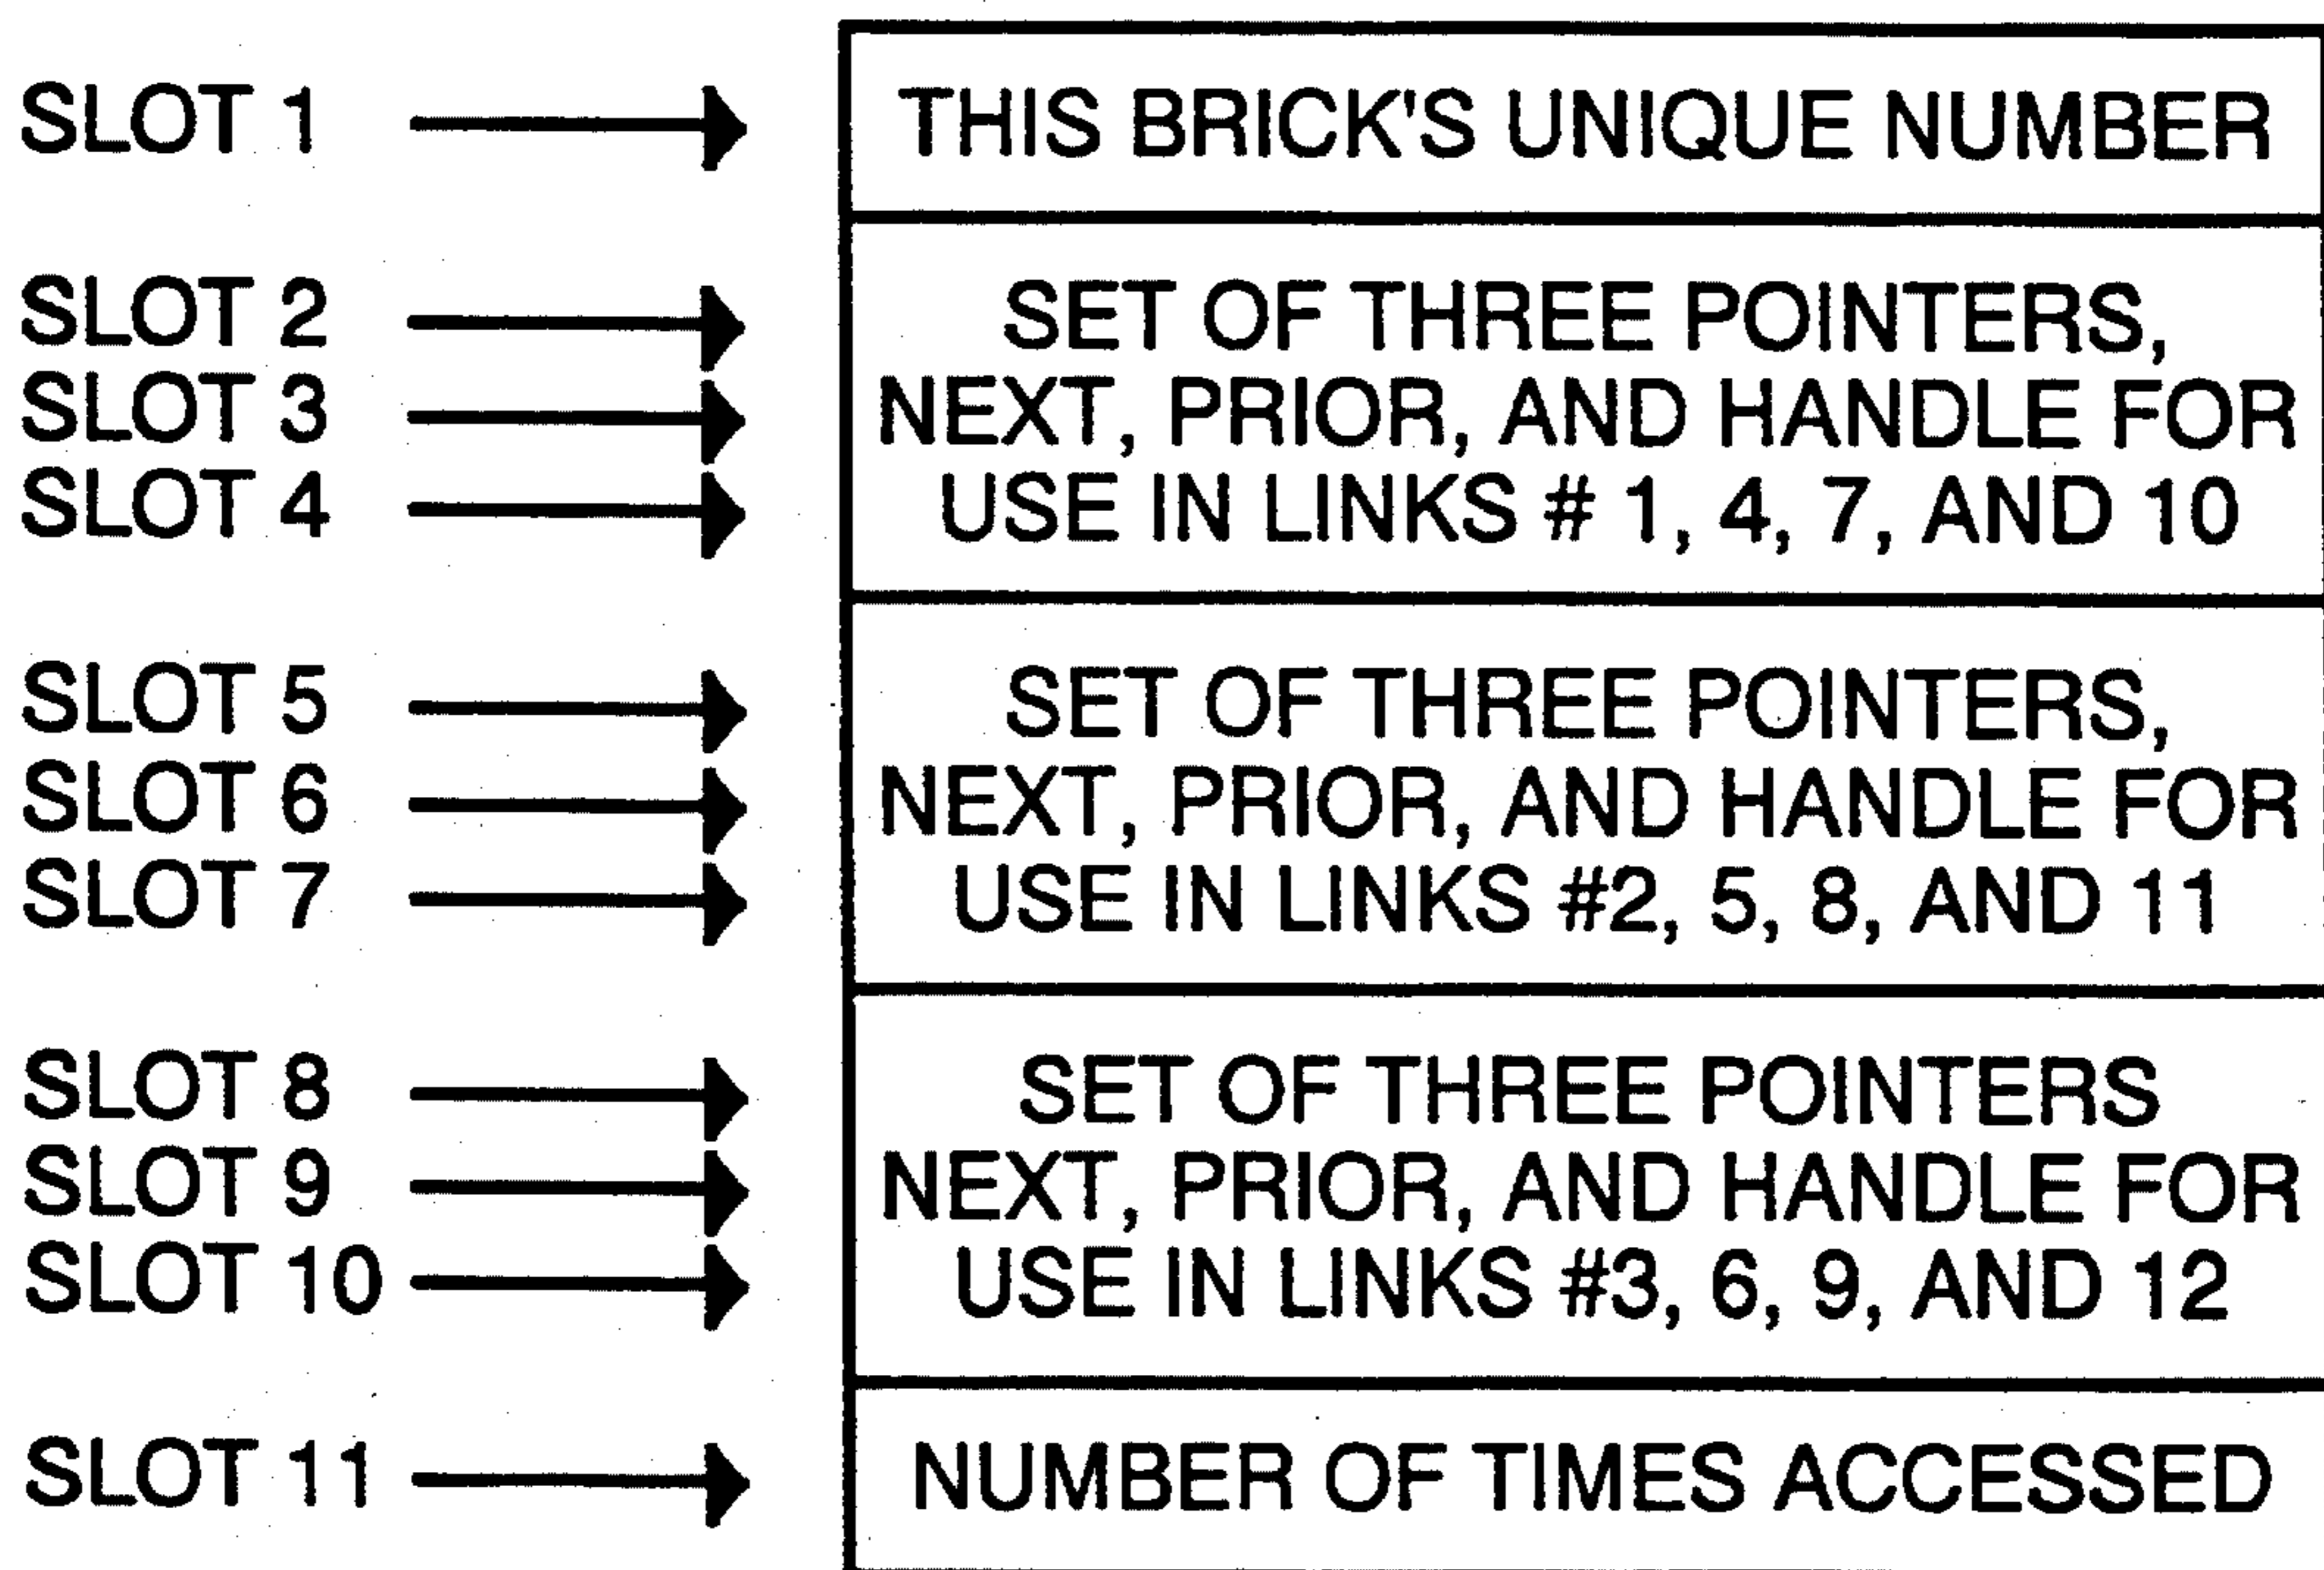 SLOT 1 THIS BRICK'S UNIQUE NUMBER
SLOT 2 SET OF THREE POINTERS,
SLOT 3 NEXT, PRIOR, AND HANDLE FOR
SLOT 4 USE IN LINKS # 1, 4, 7, AND 10
SLOT 5 SET OF THREE POINTERS,
SLOT 6 NEXT, PRIOR, AND HANDLE FOR
SLOT 7 USE IN LINKS #2, 5, 8, AND 11
SLOT 8 SET OF THREE POINTERS
SLOT 9 NEXT, PRIOR, AND HANDLE FOR
SLOT 10 USE IN LINKS #3, 6, 9, AND 12
SLOT 11 NUMBER OF TIMES ACCESSED